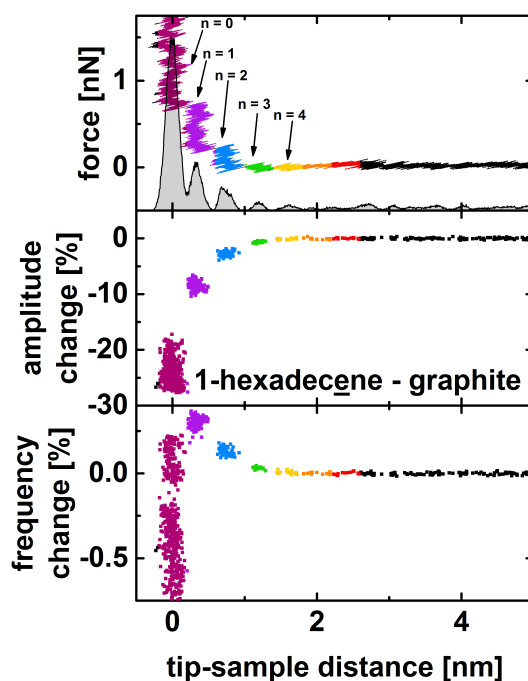 n = 0
n = 1
n = 2
n = 3
n = 4
force [nN]
1
0
amplitude
change [%]
0
-10
-20
-30
1-hexadecene - graphite
frequency
change [%]
0.0
-0.5
0
2
4
tip-sample distance [nm]